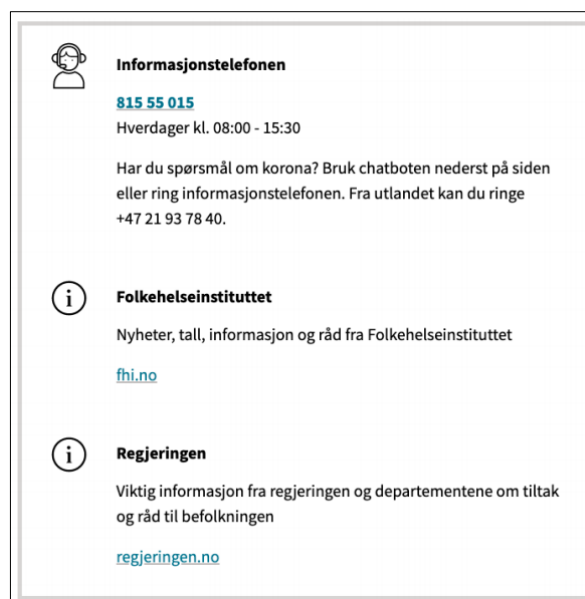 Informasjonstelefonen
815 55 015
Hverdager kl. 08:00 - 15:30
Har du spørsmål om korona? Bruk chatboten nederst på siden
eller ring informasjonstelefonen. Fra utlandet kan du ringe
+47 21 93 78 40.
Folkehelseinstituttet
Nyheter, tall, informasjon og råd fra Folkehelseinstituttet
fhi.no
Regjeringen
Viktig informasjon fra regjeringen og departementene om tiltak
og råd til befolkningen
regjeringen.no